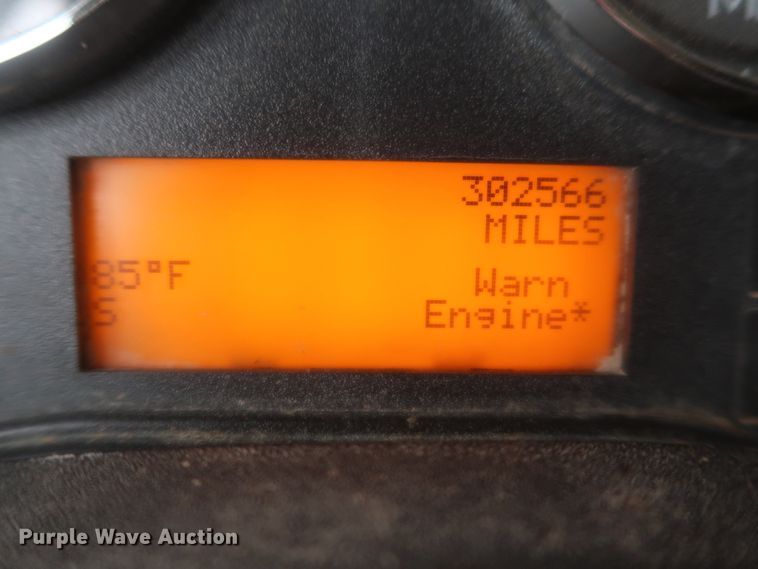 302566
MILES
85°F
Warn
S
Engine*
Purple Wave Auction